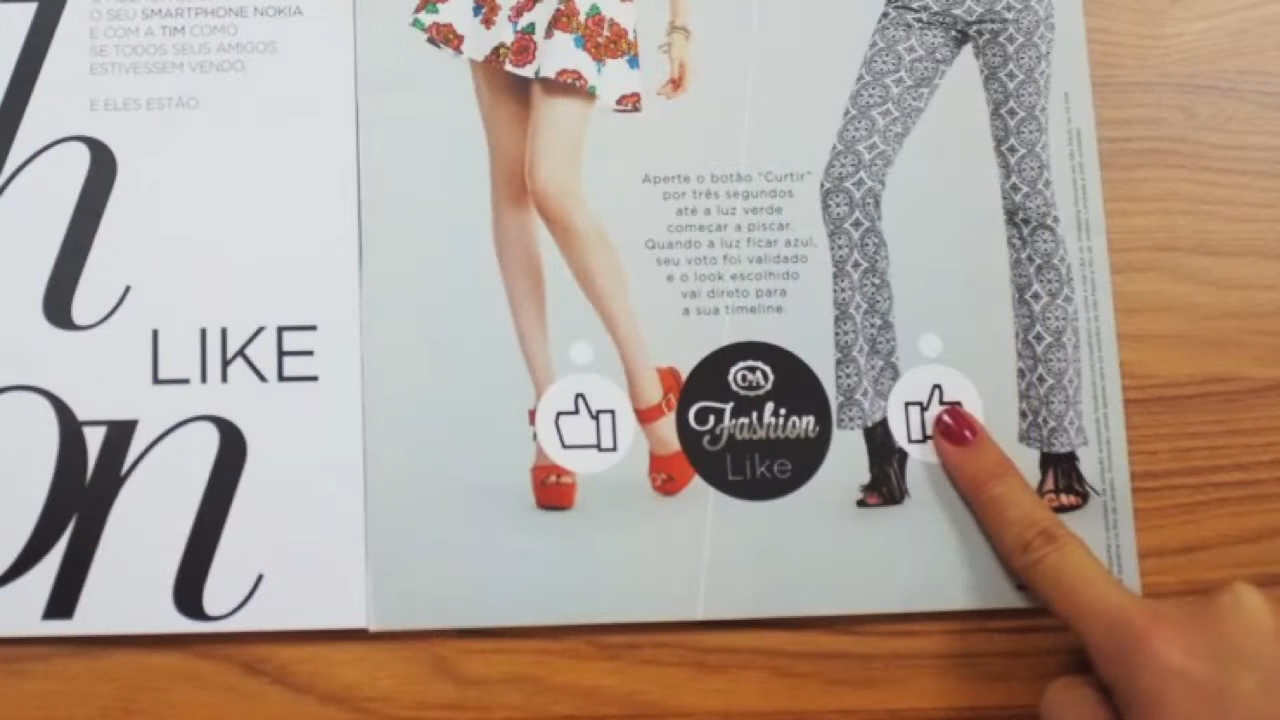 O SEU SMARTPHONE NOKIA
E COM A TIM COMO
SE TODOS SEUS AMIGOS
ESTIVESSEM VENDO.
E ELES ESTÃO
h
LIKE
on
Aperte o botão "Curtir"
por três segundos
até a luz verde
começar a piscar.
Quando a luz ficar azul,
seu voto foi validado
e o look escolhido
vai direto para
a sua timeline.
C&A
Fashion
Like